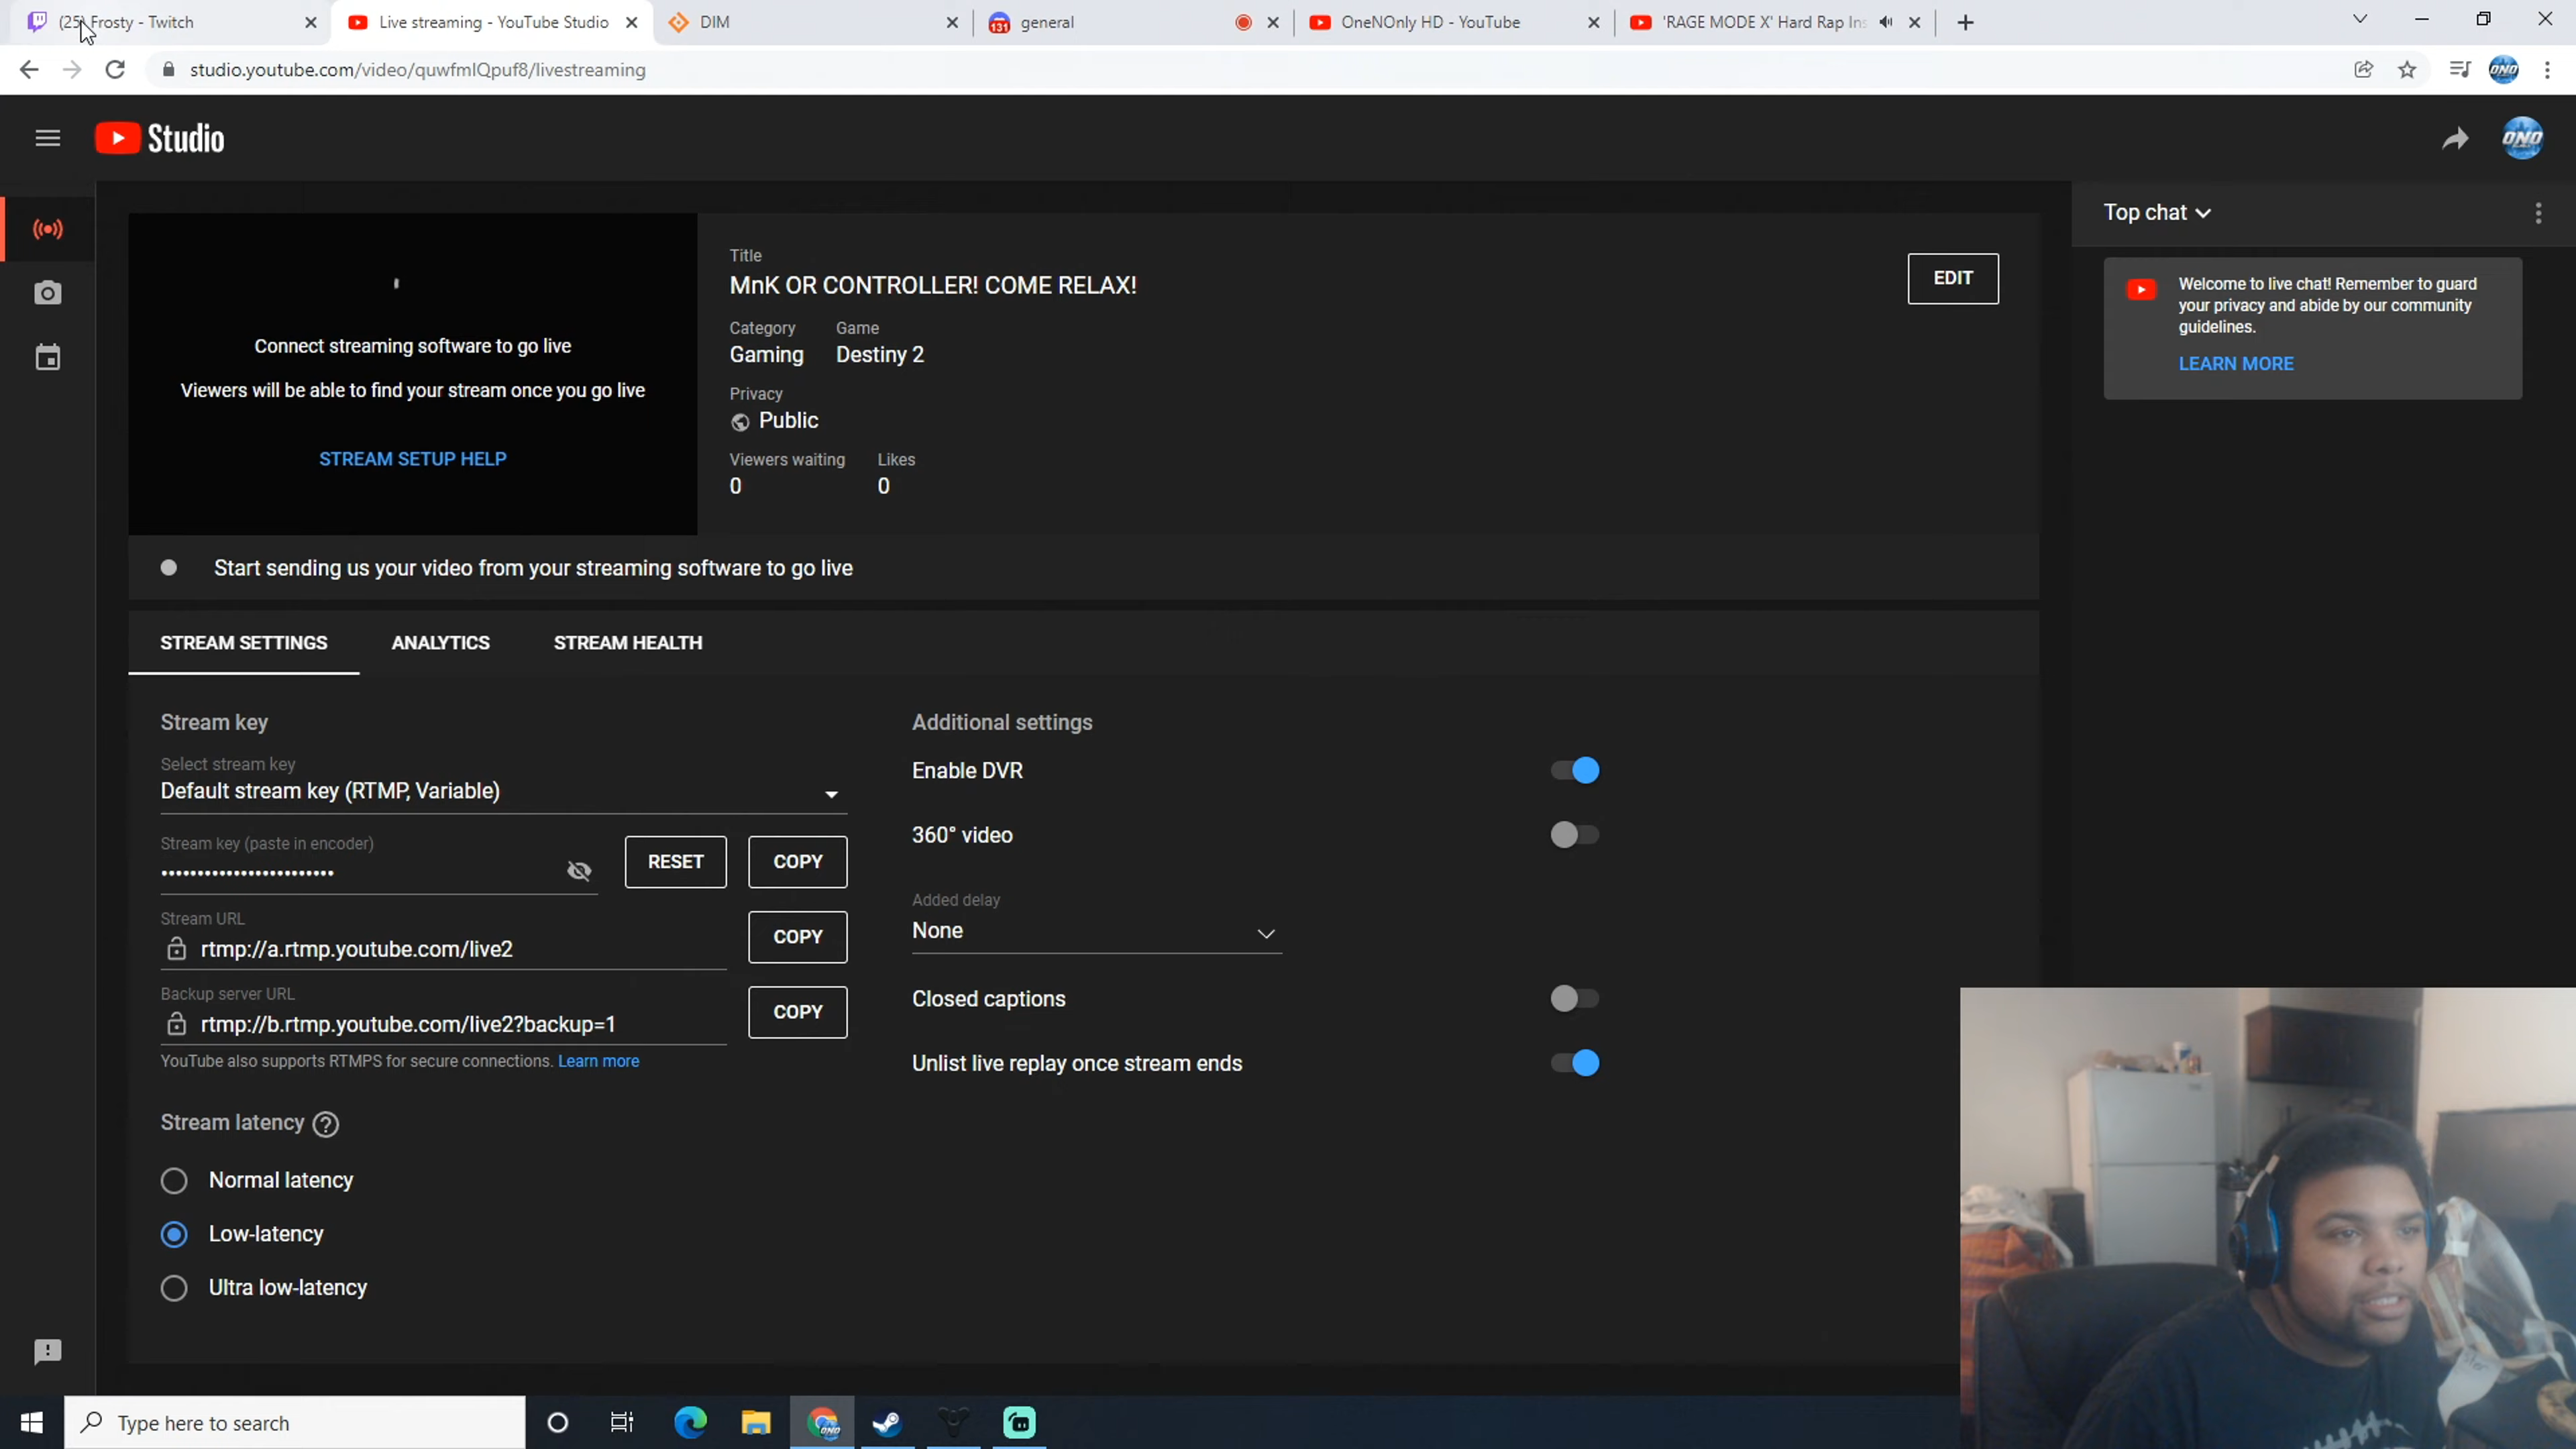 (25) Frosty - Twitch
Live streaming - YouTube Studio
DIM
131
general
OneNOnly HD - YouTube
'RAGE MODE X' Hard Rap Ins
studio.youtube.com/video/quwfmIQpuf8/livestreaming
ONO
Studio
ONO
Connect streaming software to go live
Viewers will be able to find your stream once you go live
STREAM SETUP HELP
Title
MnK OR CONTROLLER! COME RELAX!
EDIT
Category Game
Gaming Destiny 2
Privacy
Public
Viewers waiting Likes
0 0
Top chat
Welcome to live chat! Remember to guard
your privacy and abide by our community
guidelines.
LEARN MORE
Start sending us your video from your streaming software to go live
STREAM SETTINGS ANALYTICS STREAM HEALTH
Stream key
Select stream key
Default stream key (RTMP, Variable)
Stream key (paste in encoder)
••••••••••••••••••••••••
RESET COPY
Stream URL
rtmp://a.rtmp.youtube.com/live2
COPY
Backup server URL
rtmp://b.rtmp.youtube.com/live2?backup=1
COPY
YouTube also supports RTMPS for secure connections. Learn more
Stream latency
Normal latency
Low-latency
Ultra low-latency
Additional settings
Enable DVR
360° video
Added delay
None
Closed captions
Unlist live replay once stream ends
Type here to search
ONO